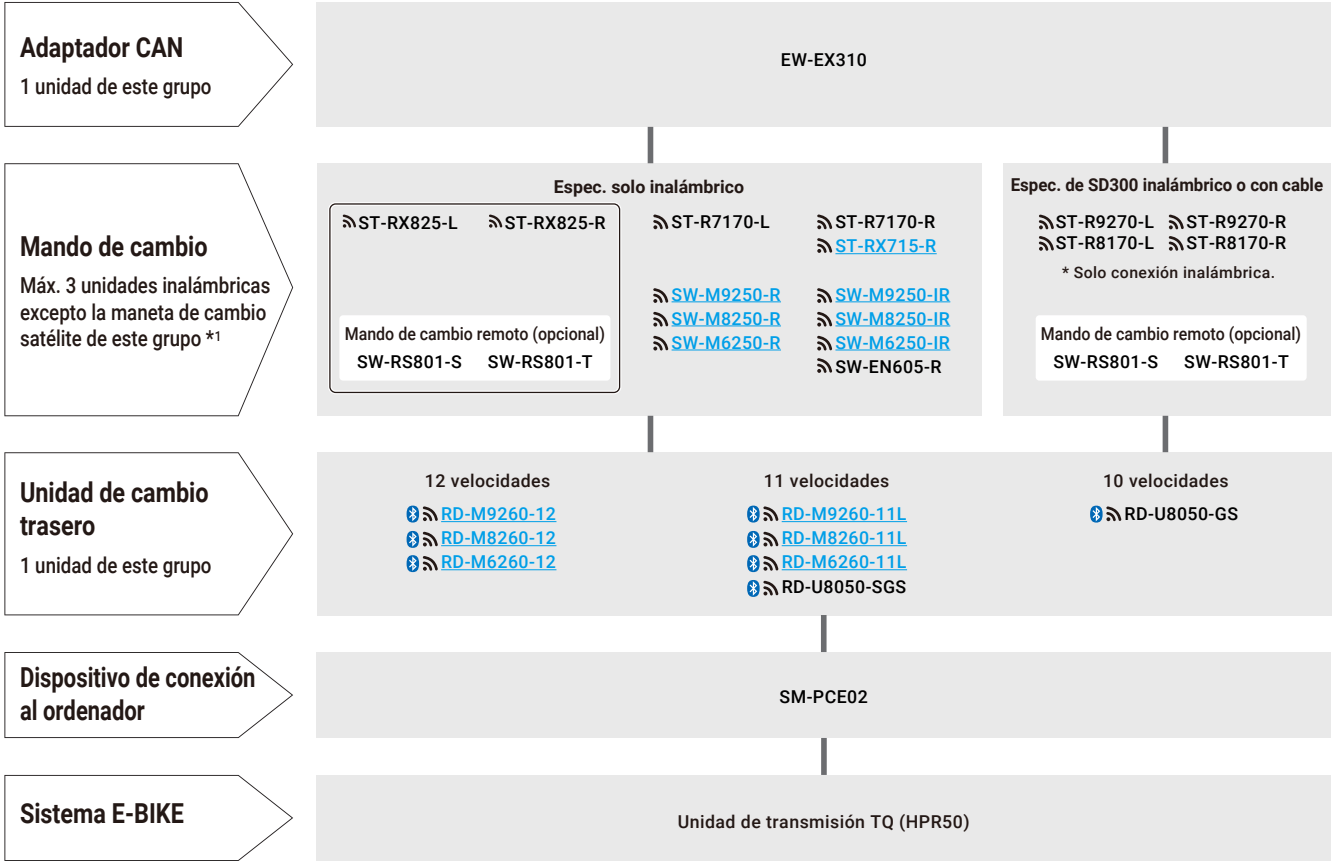 Adaptador CAN
1 unidad de este grupo
EW-EX310
Mando de cambio
Máx. 3 unidades inalámbricas
excepto la maneta de cambio
satélite de este grupo *1
Espec. solo inalámbrico
ST-RX825-L ST-RX825-R
Mando de cambio remoto (opcional)
SW-RS801-S SW-RS801-T
ST-R7170-L ST-R7170-R
ST-RX715-R
SW-M9250-R SW-M9250-IR
SW-M8250-R SW-M8250-IR
SW-M6250-R SW-M6250-IR
SW-EN605-R
Espec. de SD300 inalámbrico o con cable
ST-R9270-L ST-R9270-R
ST-R8170-L ST-R8170-R
* Solo conexión inalámbrica.
Mando de cambio remoto (opcional)
SW-RS801-S SW-RS801-T
Unidad de cambio
trasero
1 unidad de este grupo
12 velocidades
RD-M9260-12
RD-M8260-12
RD-M6260-12
11 velocidades
RD-M9260-11L
RD-M8260-11L
RD-M6260-11L
RD-U8050-SGS
10 velocidades
RD-U8050-GS
Dispositivo de conexión
al ordenador
SM-PCE02
Sistema E-BIKE
Unidad de transmisión TQ (HPR50)